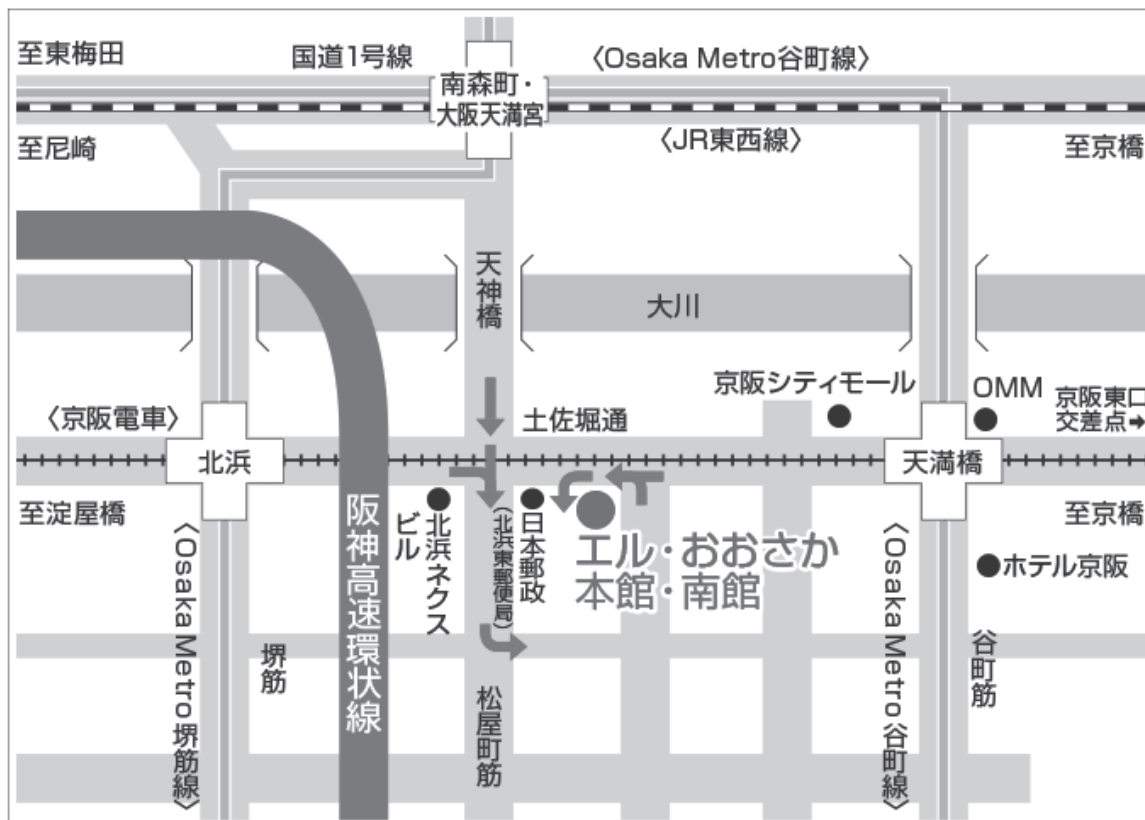 至東梅田
国道1号線
〈Osaka Metro谷町線〉
南森町・
大阪天満宮
至尼崎
〈JR東西線〉
至京橋
天神橋
大川
京阪シティモール
OMM
京阪東口
交差点→
〈京阪電車〉
土佐堀通
北浜
天満橋
至淀屋橋
至京橋
阪神高速環状線
北浜ネクス
ビル
日本郵政
(北浜東郵便局)
エル・おおさか
本館・南館
ホテル京阪
〈Osaka Metro堺筋線〉
堺筋
松屋町筋
〈Osaka Metro谷町線〉
谷町筋